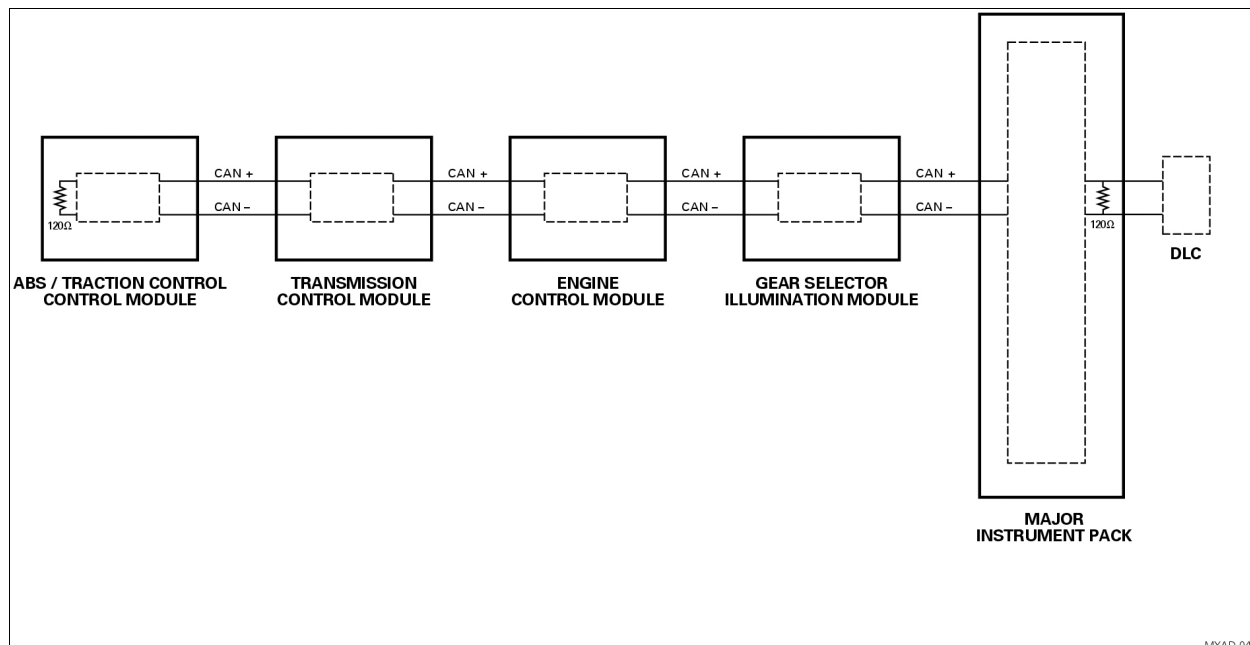 CAN +
CAN +
CAN +
CAN +
CAN –
CAN –
CAN –
CAN –
120Ω
120Ω
DLC
ABS / TRACTION CONTROL
CONTROL MODULE
TRANSMISSION
CONTROL MODULE
ENGINE
CONTROL MODULE
GEAR SELECTOR
ILLUMINATION MODULE
MAJOR
INSTRUMENT PACK